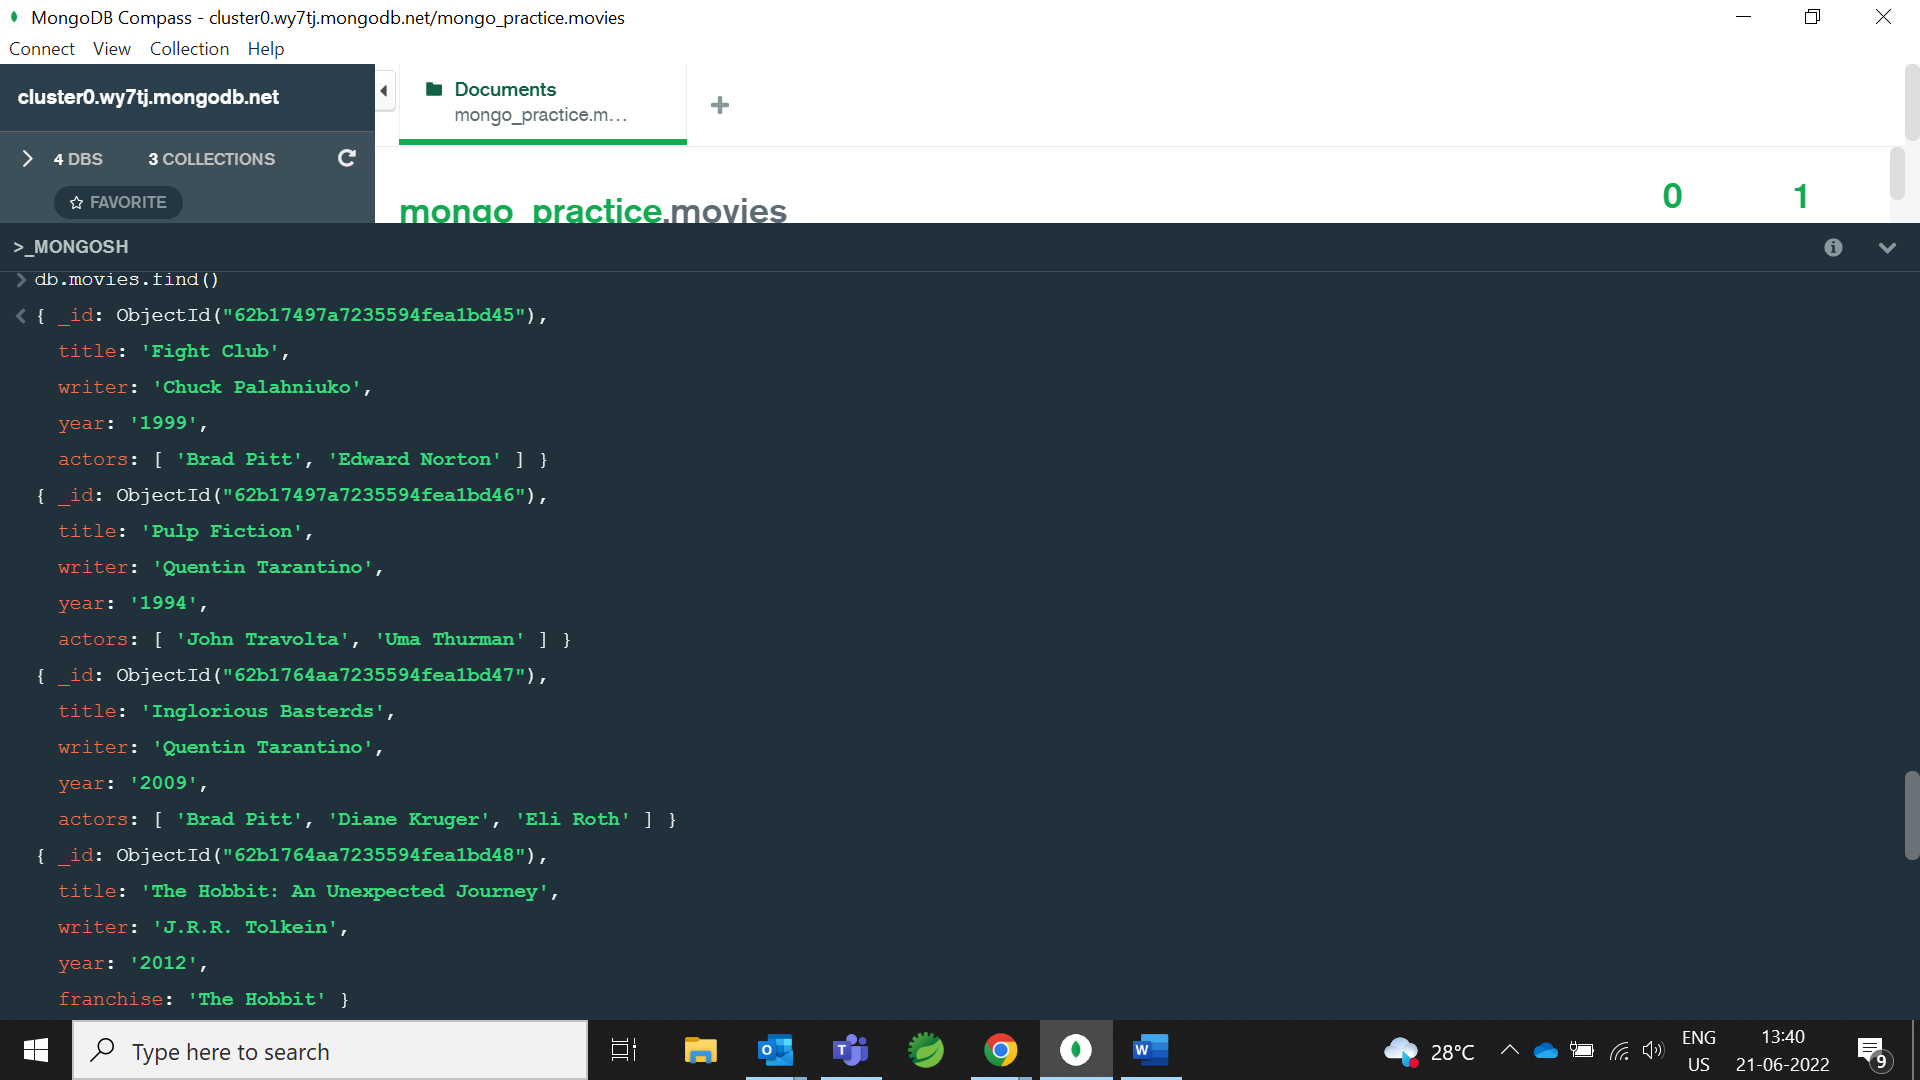 MongoDB Compass - cluster0.wy7tj.mongodb.net/mongo_practice.movies
Connect View Collection Help
cluster0.wy7tj.mongodb.net
Documents
mongo_practice.m...
4 DBS 3 COLLECTIONS
FAVORITE
mongo_practice.movies
0 1
>_MONGOSH
db.movies.find()
{ _id: ObjectId("62b17497a7235594fea1bd45"),
title: 'Fight Club',
writer: 'Chuck Palahniuko',
year: '1999',
actors: [ 'Brad Pitt', 'Edward Norton' ] }
{ _id: ObjectId("62b17497a7235594fea1bd46"),
title: 'Pulp Fiction',
writer: 'Quentin Tarantino',
year: '1994',
actors: [ 'John Travolta', 'Uma Thurman' ] }
{ _id: ObjectId("62b1764aa7235594fea1bd47"),
title: 'Inglorious Basterds',
writer: 'Quentin Tarantino',
year: '2009',
actors: [ 'Brad Pitt', 'Diane Kruger', 'Eli Roth' ] }
{ _id: ObjectId("62b1764aa7235594fea1bd48"),
title: 'The Hobbit: An Unexpected Journey',
writer: 'J.R.R. Tolkein',
year: '2012',
franchise: 'The Hobbit' }
Type here to search
28°C
ENG
US
13:40
21-06-2022
9